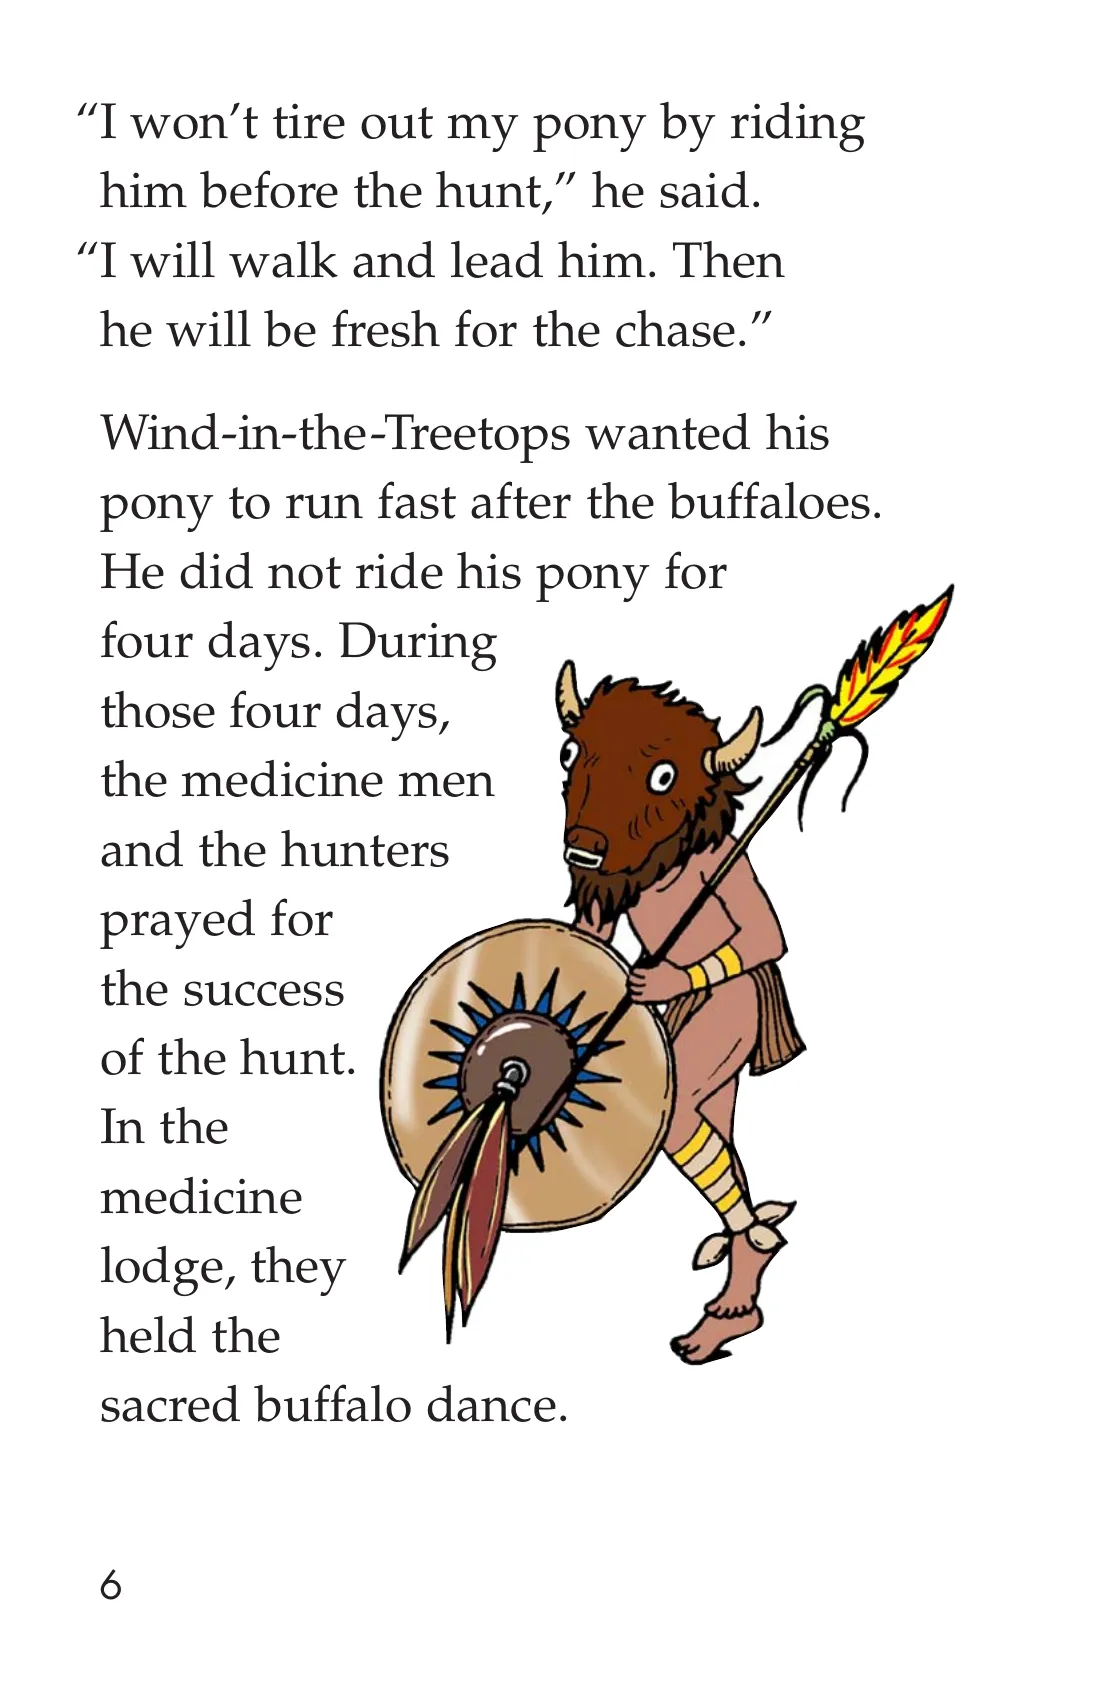 “I won’t tire out my pony by riding
him before the hunt,” he said.
“I will walk and lead him. Then
he will be fresh for the chase.”
Wind-in-the-Treetops wanted his
pony to run fast after the buffaloes.
He did not ride his pony for
four days. During
those four days,
the medicine men
and the hunters
prayed for
the success
of the hunt.
In the
medicine
lodge, they
held the
sacred buffalo dance.
6